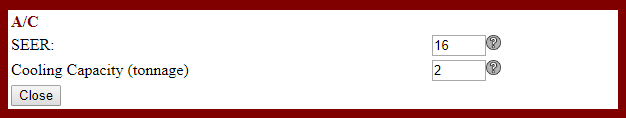 A/C
SEER: 16 ?
Cooling Capacity (tonnage) 2 ?
Close